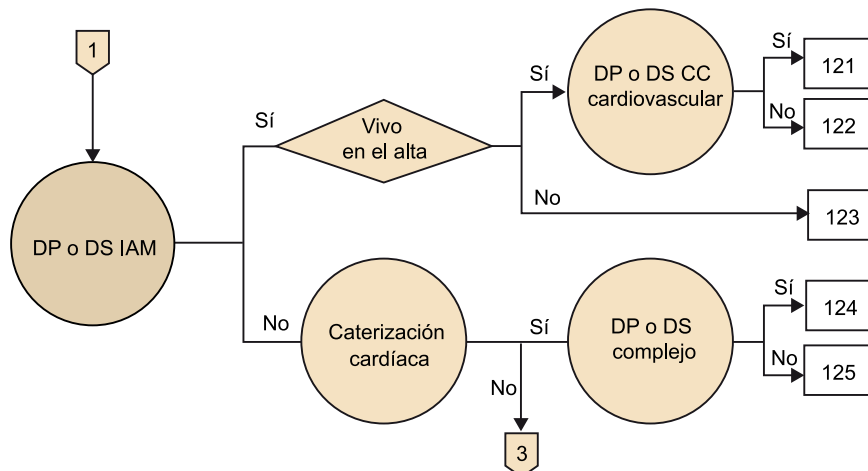 1
Sí
DP o DS CC
cardiovascular
Sí
121
No
122
Sí
Vivo
en el alta
No
123
DP o DS IAM
No
Caterización
cardíaca
Sí
No
3
DP o DS
complejo
Sí
124
No
125